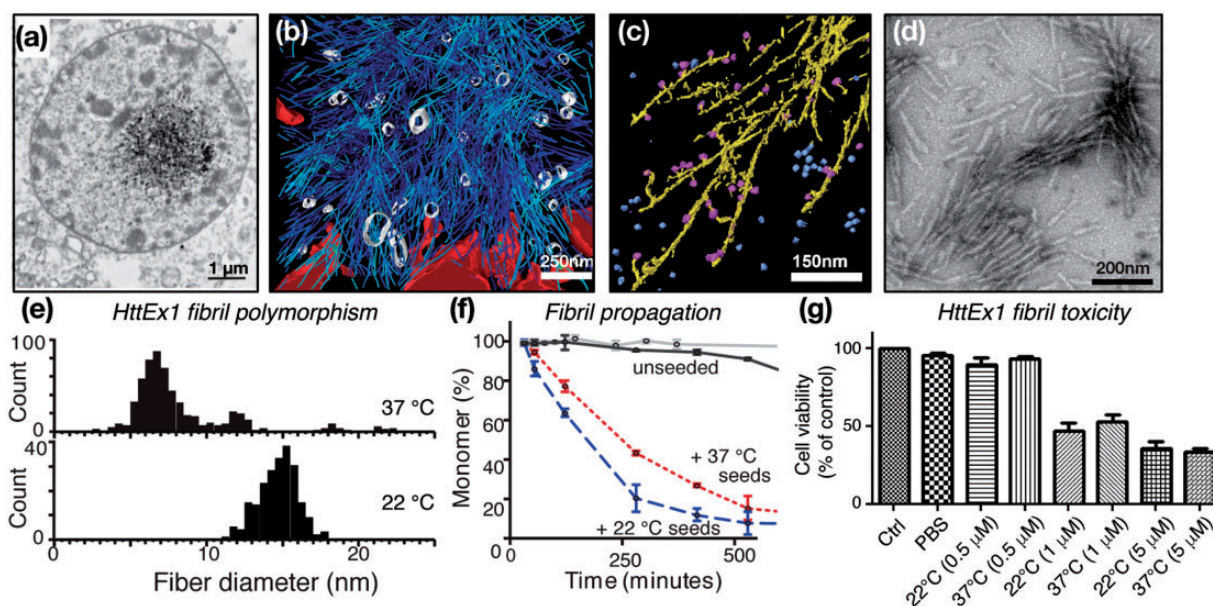 (a)
1 µm
(b)
250nm
(c)
150nm
(d)
200nm
(e)
HttEx1 fibril polymorphism
100
Count
0
37 °C
40
Count
0
22 °C
0 10 20
Fiber diameter (nm)
(f)
Fibril propagation
100
80
60
40
20
0
Monomer (%)
unseeded
+ 37 °C
seeds
+ 22 °C seeds
0 250 500
Time (minutes)
(g)
HttEx1 fibril toxicity
100
50
0
Cell viability
(% of control)
Ctrl
PBS
22°C (0.5 µM)
37°C (0.5 µM)
22°C (1 µM)
37°C (1 µM)
22°C (5 µM)
37°C (5 µM)